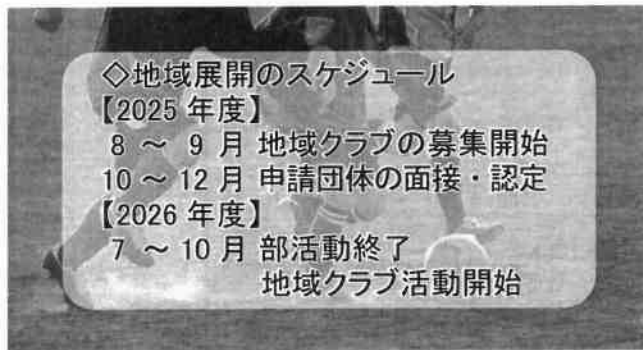 ◇地域展開のスケジュール
【2025 年度】
8 ～ 9 月 地域クラブの募集開始
10 ～ 12 月 申請団体の面接・認定
【2026 年度】
7 ～ 10 月 部活動終了
地域クラブ活動開始